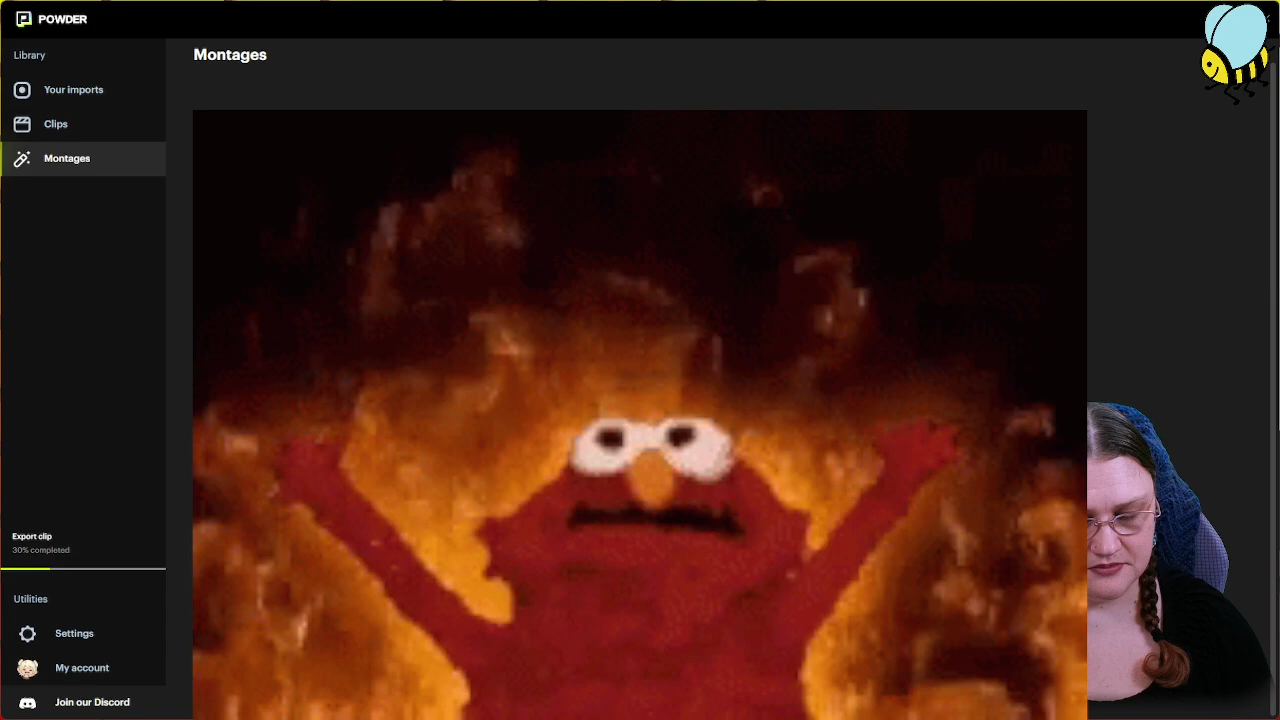 POWDER
Library
Your imports
Clips
Montages
Export clip
30% completed
Utilities
Settings
My account
Join our Discord
Montages